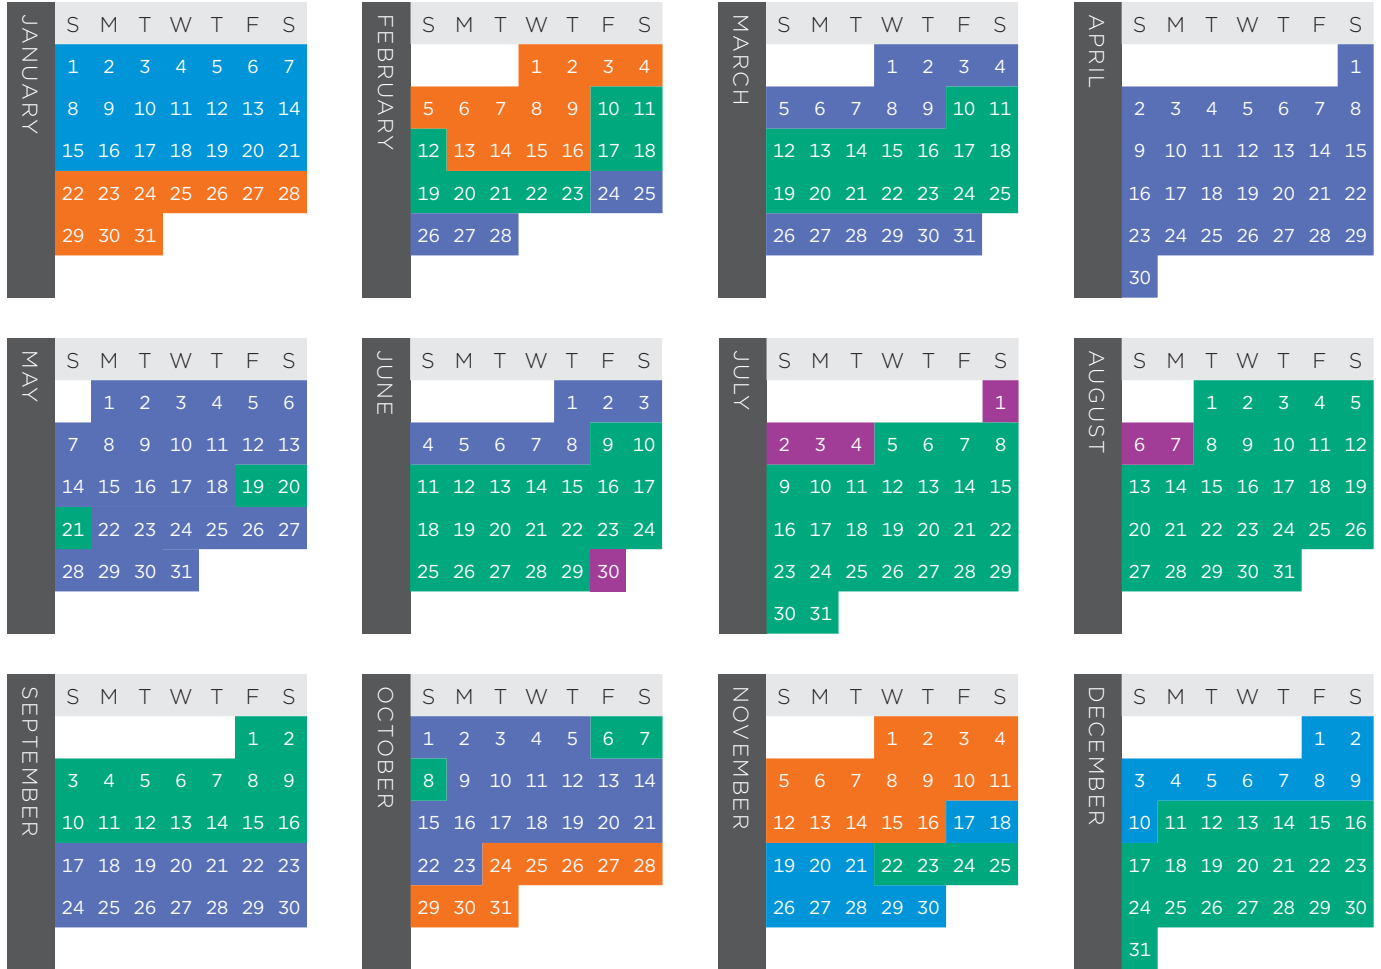 JANUARY
S M T W T F S
1 2 3 4 5 6 7
8 9 10 11 12 13 14
15 16 17 18 19 20 21
22 23 24 25 26 27 28
29 30 31
FEBRUARY
S M T W T F S
1 2 3 4
5 6 7 8 9 10 11
12 13 14 15 16 17 18
19 20 21 22 23 24 25
26 27 28
MARCH
S M T W T F S
1 2 3 4
5 6 7 8 9 10 11
12 13 14 15 16 17 18
19 20 21 22 23 24 25
26 27 28 29 30 31
APRIL
S M T W T F S
1
2 3 4 5 6 7 8
9 10 11 12 13 14 15
16 17 18 19 20 21 22
23 24 25 26 27 28 29
30
MAY
S M T W T F S
1 2 3 4 5 6
7 8 9 10 11 12 13
14 15 16 17 18 19 20
21 22 23 24 25 26 27
28 29 30 31
JUNE
S M T W T F S
1 2 3
4 5 6 7 8 9 10
11 12 13 14 15 16 17
18 19 20 21 22 23 24
25 26 27 28 29 30
JULY
S M T W T F S
1
2 3 4 5 6 7 8
9 10 11 12 13 14 15
16 17 18 19 20 21 22
23 24 25 26 27 28 29
30 31
AUGUST
S M T W T F S
1 2 3 4 5
6 7 8 9 10 11 12
13 14 15 16 17 18 19
20 21 22 23 24 25 26
27 28 29 30 31
SEPTEMBER
S M T W T F S
1 2
3 4 5 6 7 8 9
10 11 12 13 14 15 16
17 18 19 20 21 22 23
24 25 26 27 28 29 30
OCTOBER
S M T W T F S
1 2 3 4 5 6 7
8 9 10 11 12 13 14
15 16 17 18 19 20 21
22 23 24 25 26 27 28
29 30 31
NOVEMBER
S M T W T F S
1 2 3 4
5 6 7 8 9 10 11
12 13 14 15 16 17 18
19 20 21 22 23 24 25
26 27 28 29 30
DECEMBER
S M T W T F S
1 2
3 4 5 6 7 8 9
10 11 12 13 14 15 16
17 18 19 20 21 22 23
24 25 26 27 28 29 30
31